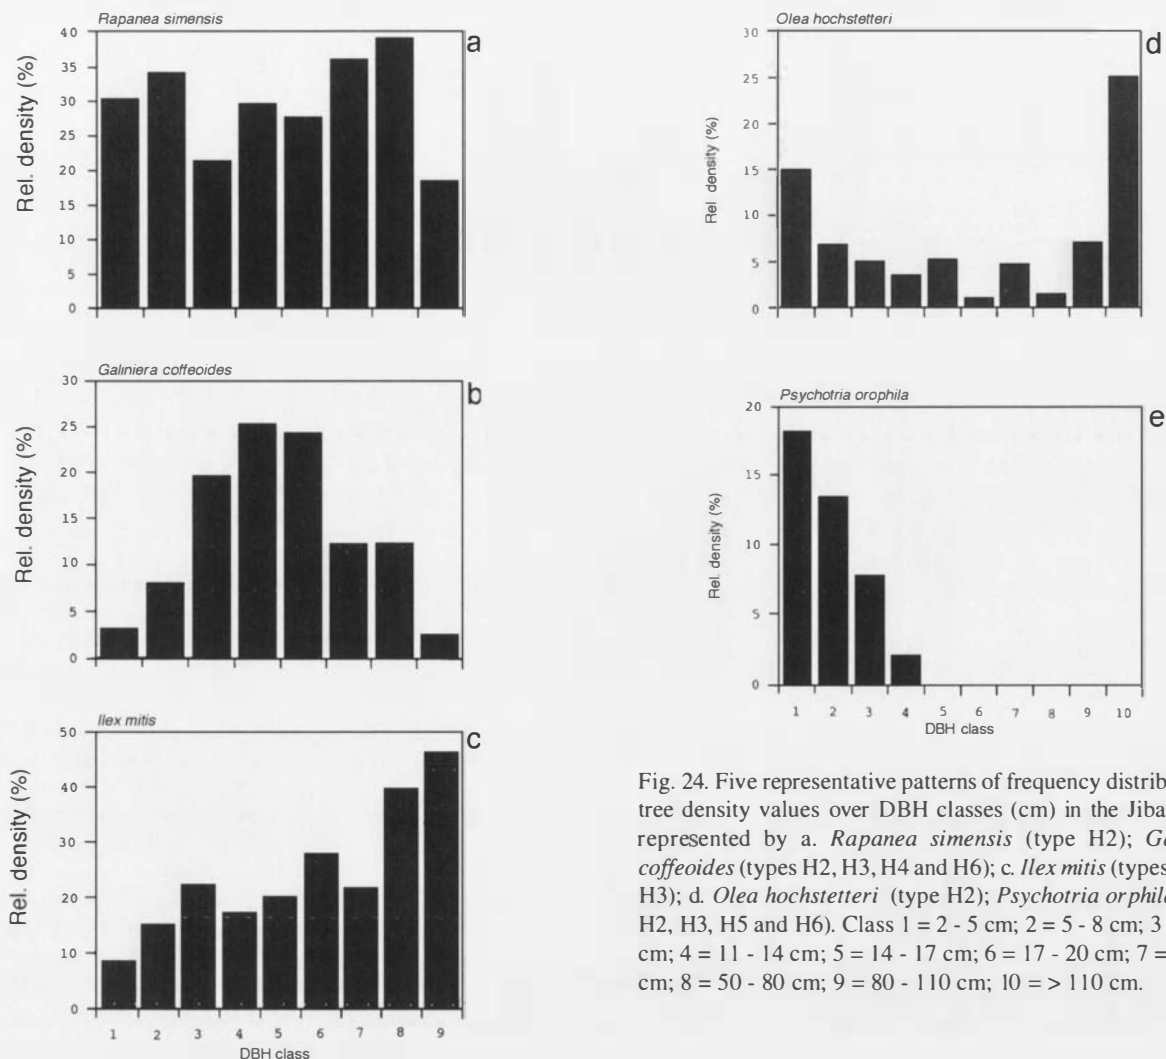 Rapanea simensis
a
Rel. density (%)
40
35
30
25
20
15
10
5
0
Galiniera coffeoides
b
Rel. density (%)
30
25
20
15
10
5
0
Ilex mitis
c
Rel. density (%)
50
40
30
20
10
0
1 2 3 4 5 6 7 8 9
DBH class
Olea hochstetteri
d
Rel density (%)
30
25
20
15
10
5
0
Psychotria orophila
e
Rel. density (%)
20
15
10
5
0
1 2 3 4 5 6 7 8 9 10
DBH class
Fig. 24. Five representative patterns of frequency distrib
tree density values over DBH classes (cm) in the Jiba
represented by a. Rapanea simensis (type H2); Ga
coffeoides (types H2, H3, H4 and H6); c. Ilex mitis (types
H3); d. Olea hochstetteri (type H2); Psychotria orphila
H2, H3, H5 and H6). Class 1 = 2 - 5 cm; 2 = 5 - 8 cm; 3
cm; 4 = 11 - 14 cm; 5 = 14 - 17 cm; 6 = 17 - 20 cm; 7 =
cm; 8 = 50 - 80 cm; 9 = 80 - 110 cm; 10 = > 110 cm.